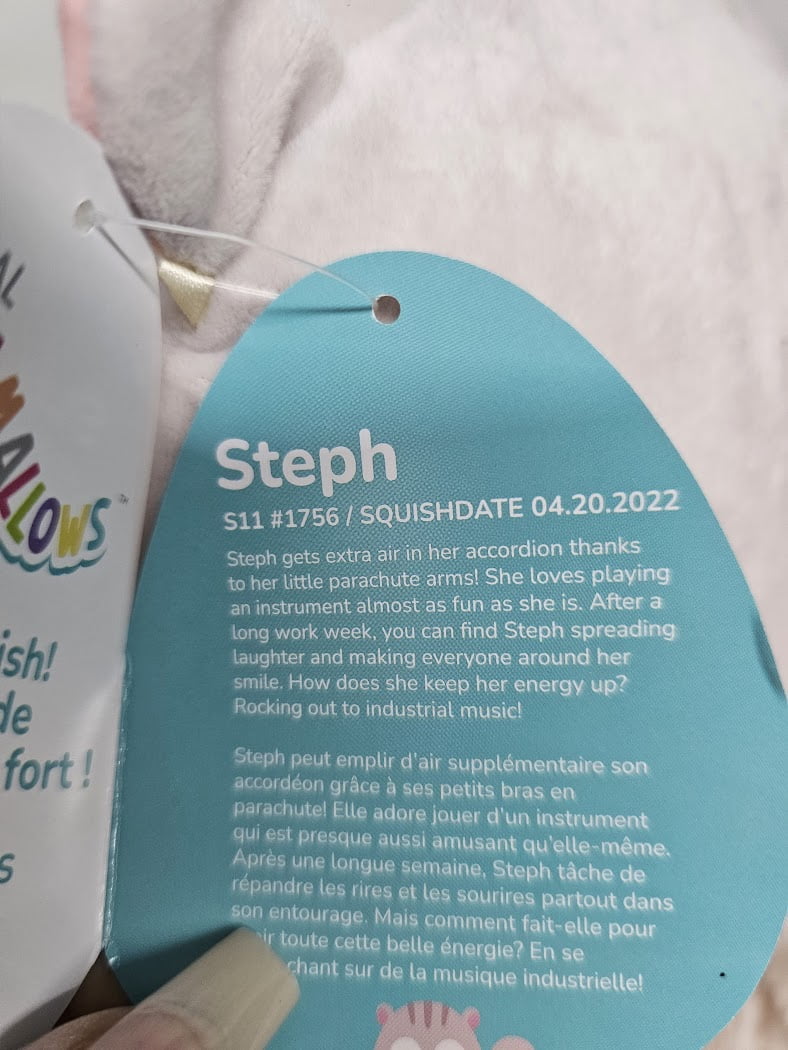 AL
MALLOWS™
ish!
de
fort !
s
Steph
S11 #1756 / SQUISHDATE 04.20.2022
Steph gets extra air in her accordion thanks
to her little parachute arms! She loves playing
an instrument almost as fun as she is. After a
long work week, you can find Steph spreading
laughter and making everyone around her
smile. How does she keep her energy up?
Rocking out to industrial music!
Steph peut emplir d'air supplémentaire son
accordéon grâce à ses petits bras en
parachute! Elle adore jouer d'un instrument
qui est presque aussi amusant qu'elle-même.
Après une longue semaine, Steph tâche de
répandre les rires et les sourires partout dans
son entourage. Mais comment fait-elle pour
ir toute cette belle énergie? En se
chant sur de la musique industrielle!